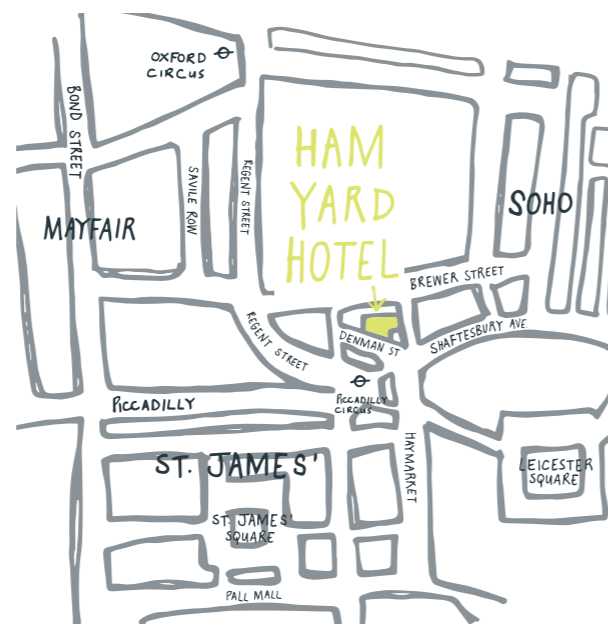 OXFORD
CIRCUS
BOND STREET
SAVILE ROW
REGENT STREET
HAM
YARD
HOTEL
SOHO
MAYFAIR
BREWER STREET
REGENT STREET
DENMAN ST
SHAFTESBURY AVE.
PICCADILLY
PICCADILLY
CIRCUS
HAYMARKET
ST. JAMES'
LEICESTER
SQUARE
ST. JAMES'
SQUARE
PALL MALL